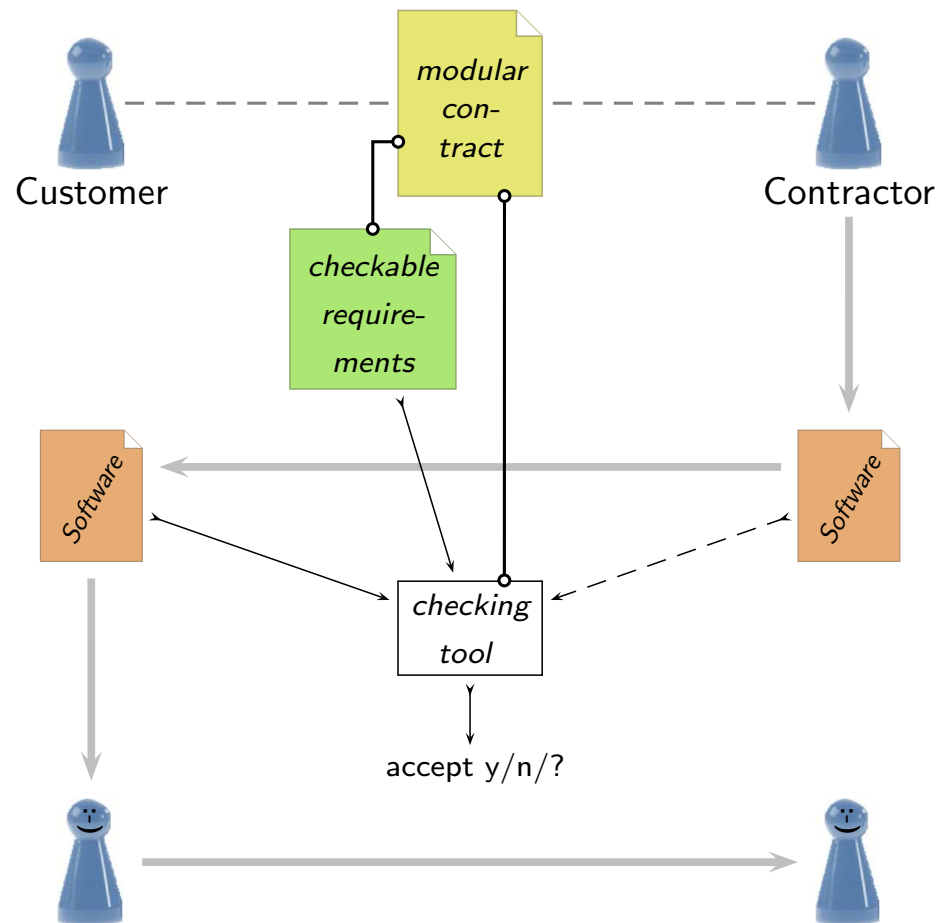 modular
con-
tract
Customer
Contractor
checkable
require-
ments
Software
Software
checking
tool
accept y/n/?